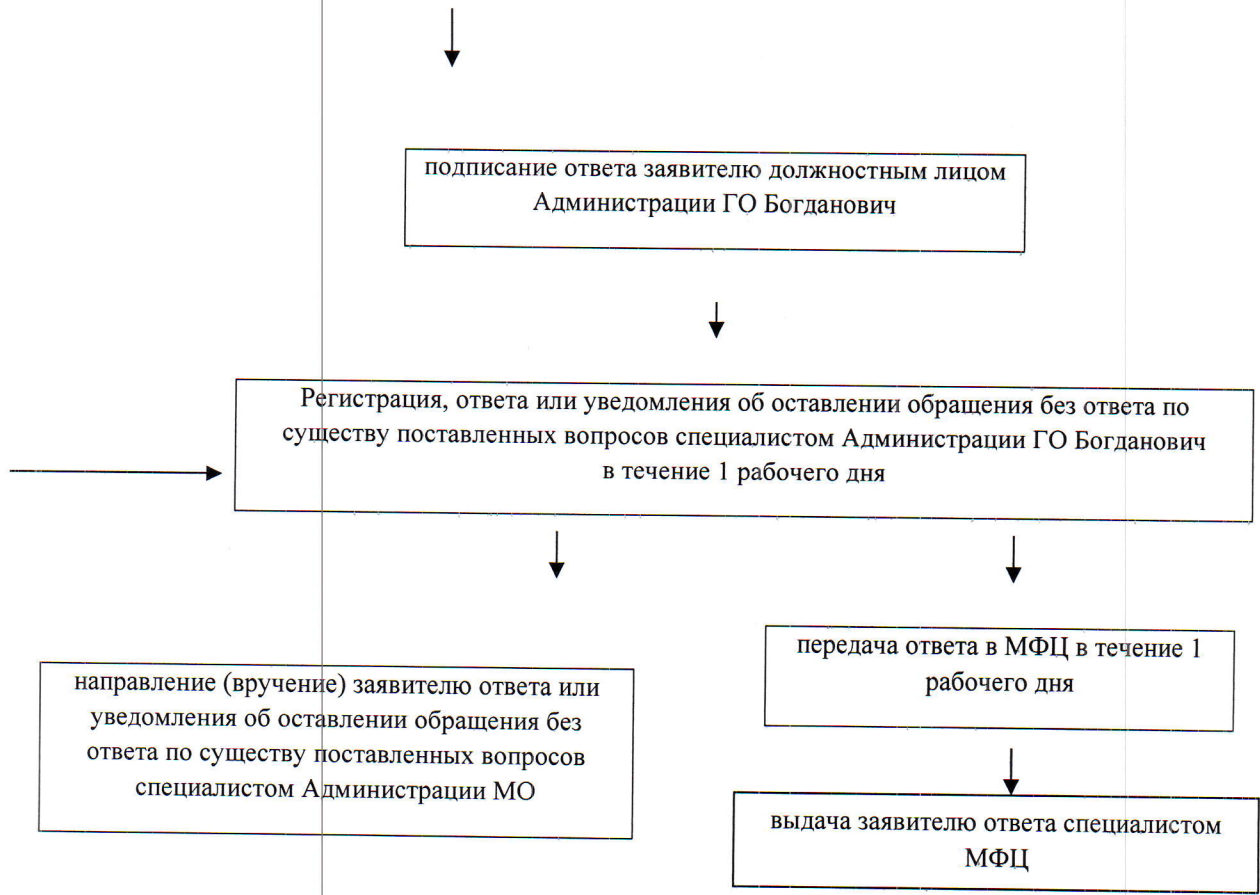 подписание ответа заявителю должностным лицом
Администрации ГО Богданович
Регистрация, ответа или уведомления об оставлении обращения без ответа по
существу поставленных вопросов специалистом Администрации ГО Богданович
в течение 1 рабочего дня
направление (вручение) заявителю ответа или
уведомления об оставлении обращения без
ответа по существу поставленных вопросов
специалистом Администрации МО
передача ответа в МФЦ в течение 1
рабочего дня
выдача заявителю ответа специалистом
МФЦ